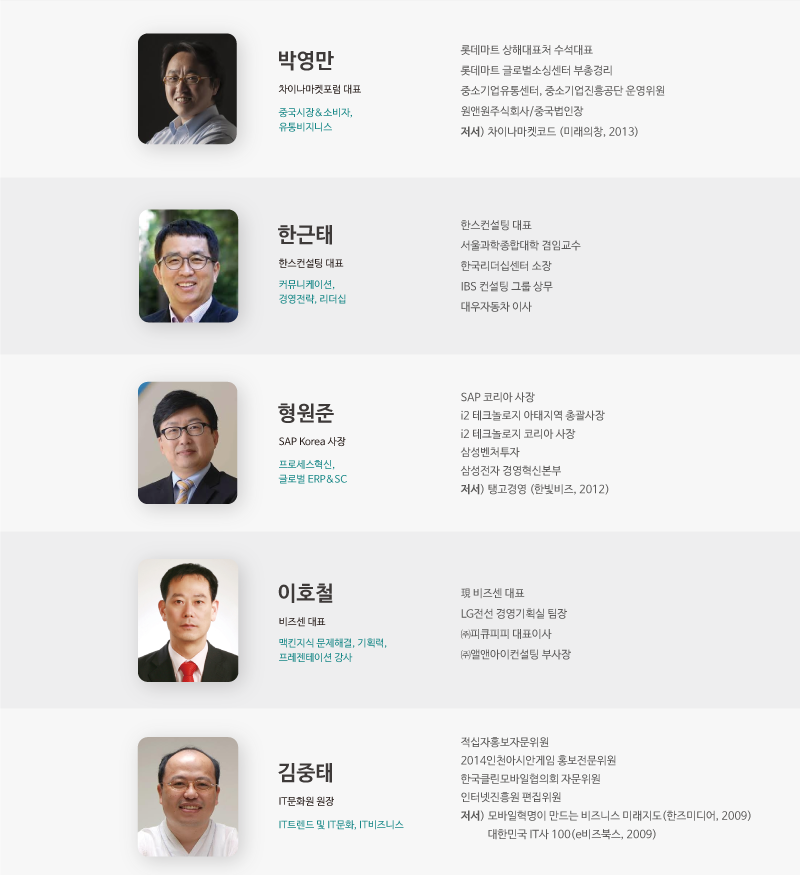 박영만
차이나마켓포럼 대표
중국시장&소비자,
유통비지니스
롯데마트 상해대표처 수석대표
롯데마트 글로벌소싱센터 부총경리
중소기업유통센터, 중소기업진흥공단 운영위원
원앤원주식회사/중국법인장
저서) 차이나마켓코드 (미래의창, 2013)
한근태
한스컨설팅 대표
커뮤니케이션,
경영전략, 리더십
한스컨설팅 대표
서울과학종합대학 겸임교수
한국리더십센터 소장
IBS 컨설팅 그룹 상무
대우자동차 이사
형원준
SAP Korea 사장
프로세스혁신,
글로벌 ERP&SC
SAP 코리아 사장
i2 테크놀로지 아태지역 총괄사장
i2 테크놀로지 코리아 사장
삼성벤처투자
삼성전자 경영혁신본부
저서) 탱고경영 (한빛비즈, 2012)
이호철
비즈센 대표
맥킨지식 문제해결, 기획력,
프레젠테이션 강사
現 비즈센 대표
LG전선 경영기획실 팀장
㈜피큐피피 대표이사
㈜앨앤아이컨설팅 부사장
김중태
IT문화원 원장
IT트렌드 및 IT문화, IT비즈니스
적십자홍보자문위원
2014인천아시안게임 홍보전문위원
한국클린모바일협의회 자문위원
인터넷진흥원 편집위원
저서) 모바일혁명이 만드는 비즈니스 미래지도(한즈미디어, 2009)
대한민국 IT사 100(e비즈북스, 2009)